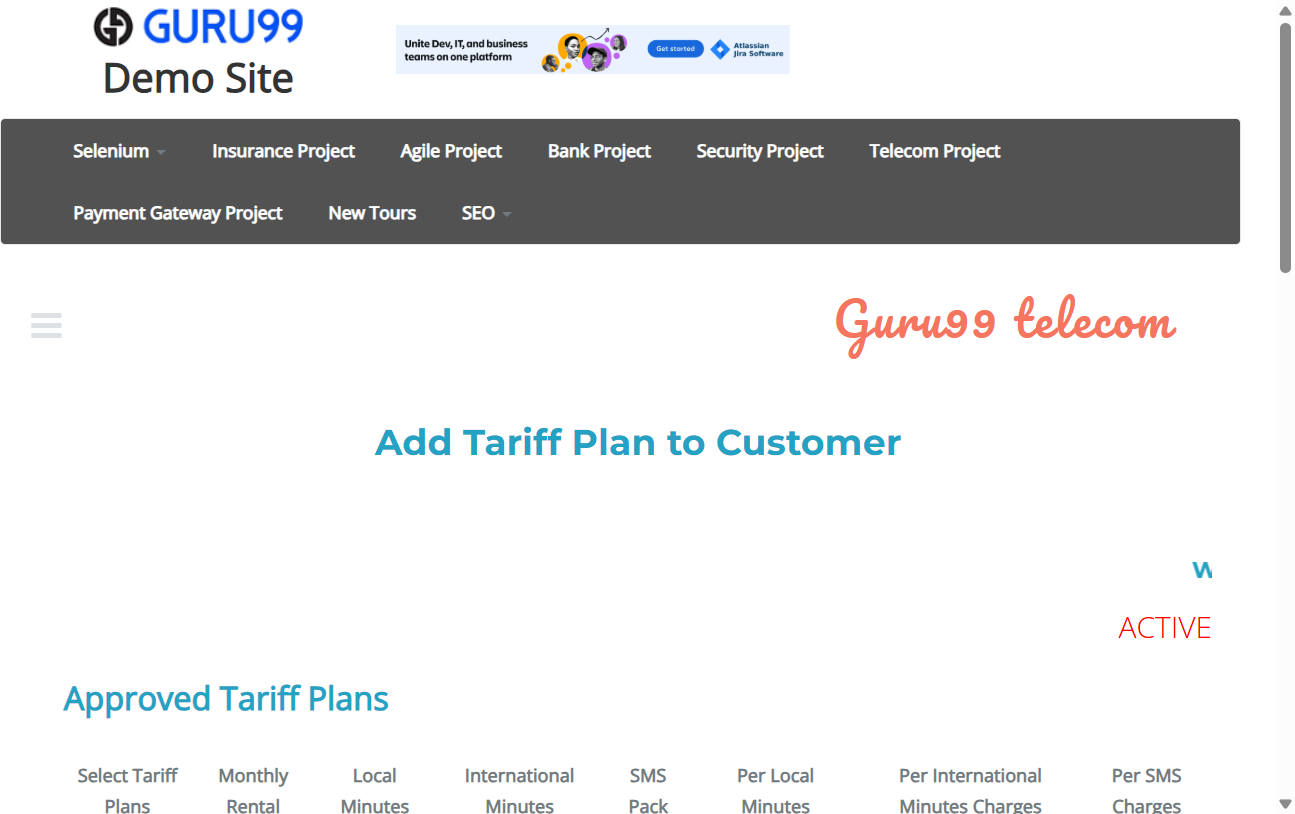 GURU99
Demo Site
Unite Dev, IT, and business
teams on one platform
Get started
Atlassian
Jira Software
Selenium Insurance Project Agile Project Bank Project Security Project Telecom Project
Payment Gateway Project New Tours SEO
Guru99 telecom
Add Tariff Plan to Customer
W
ACTIVE
Approved Tariff Plans
Select Tariff Monthly Local International SMS Per Local Per International Per SMS
Plans Rental Minutes Minutes Pack Minutes Minutes Charges Charges